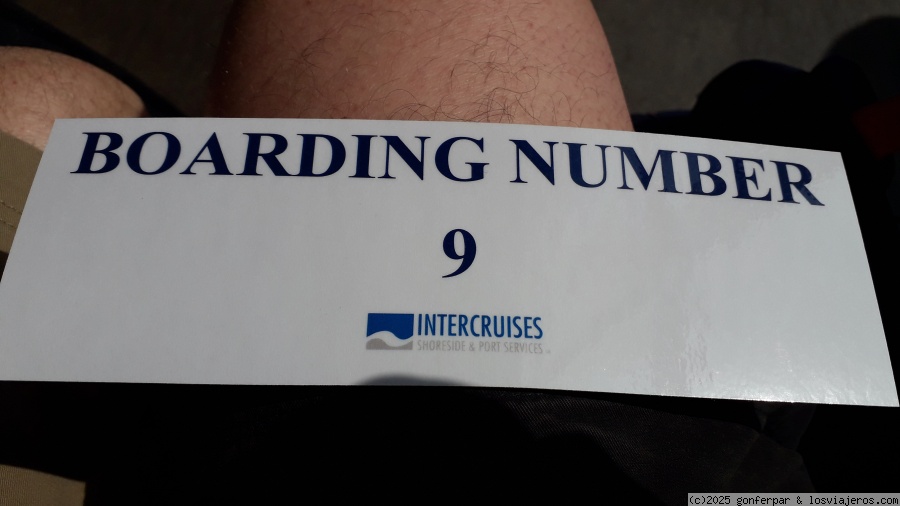 BOARDING NUMBER
9
INTERCRUISES
SHORESIDE & PORT SERVICES
(c)2025 gonferpar & losviajeros.com